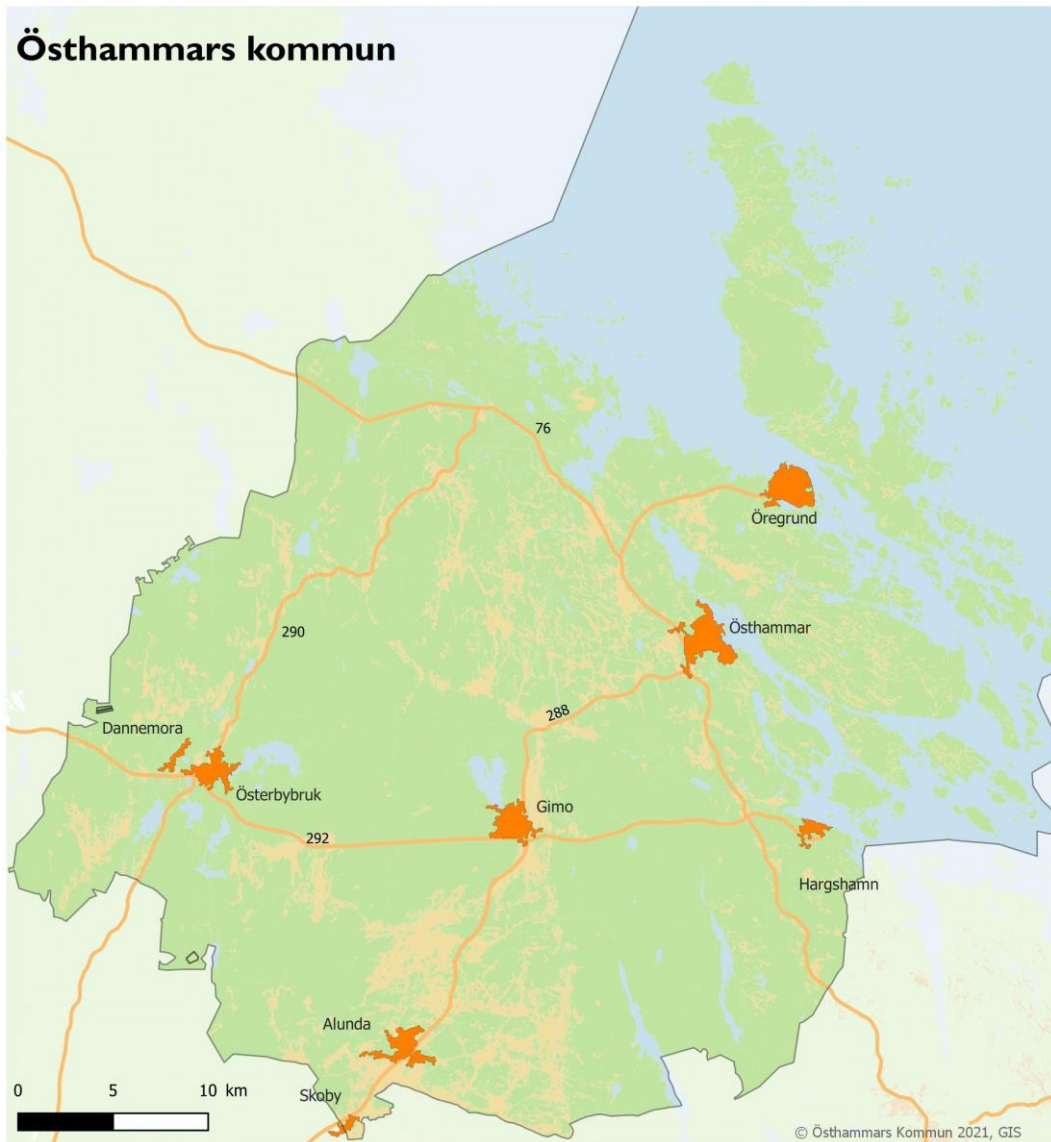 Östhammars kommun
76
Öregrund
290
Östhammar
288
Dannemora
Österbybruk
Gimo
292
Hargshamn
Alunda
0 5 10 km
Skoby
© Östhammars Kommun 2021, GIS